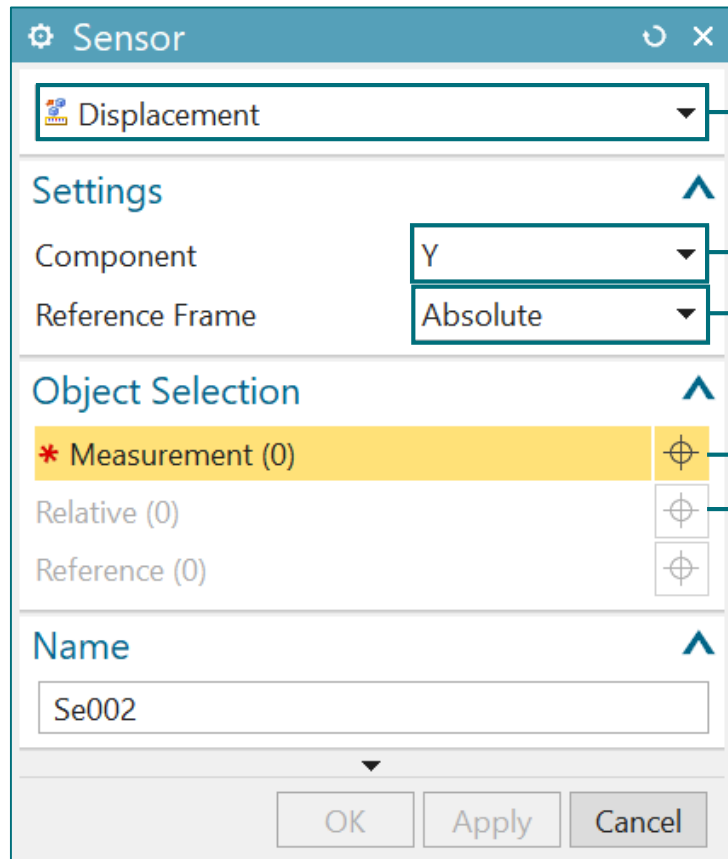 Sensor
Displacement
Settings
Component Y
Reference Frame Absolute
Object Selection
* Measurement (0)
Relative (0)
Reference (0)
Name
Se002
OK Apply Cancel